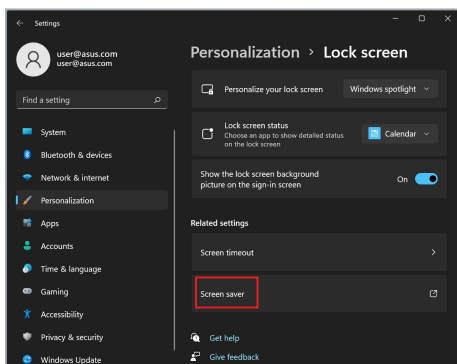 Settings
user@asus.com
user@asus.com
Find a setting
System
Bluetooth & devices
Network & internet
Personalization
Apps
Accounts
Time & language
Gaming
Accessibility
Privacy & security
Windows Update
Personalization > Lock screen
Personalize your lock screen
Windows spotlight
Lock screen status
Choose an app to show detailed status
on the lock screen
Calendar
Show the lock screen background
picture on the sign-in screen
On
Related settings
Screen timeout
Screen saver
Get help
Give feedback